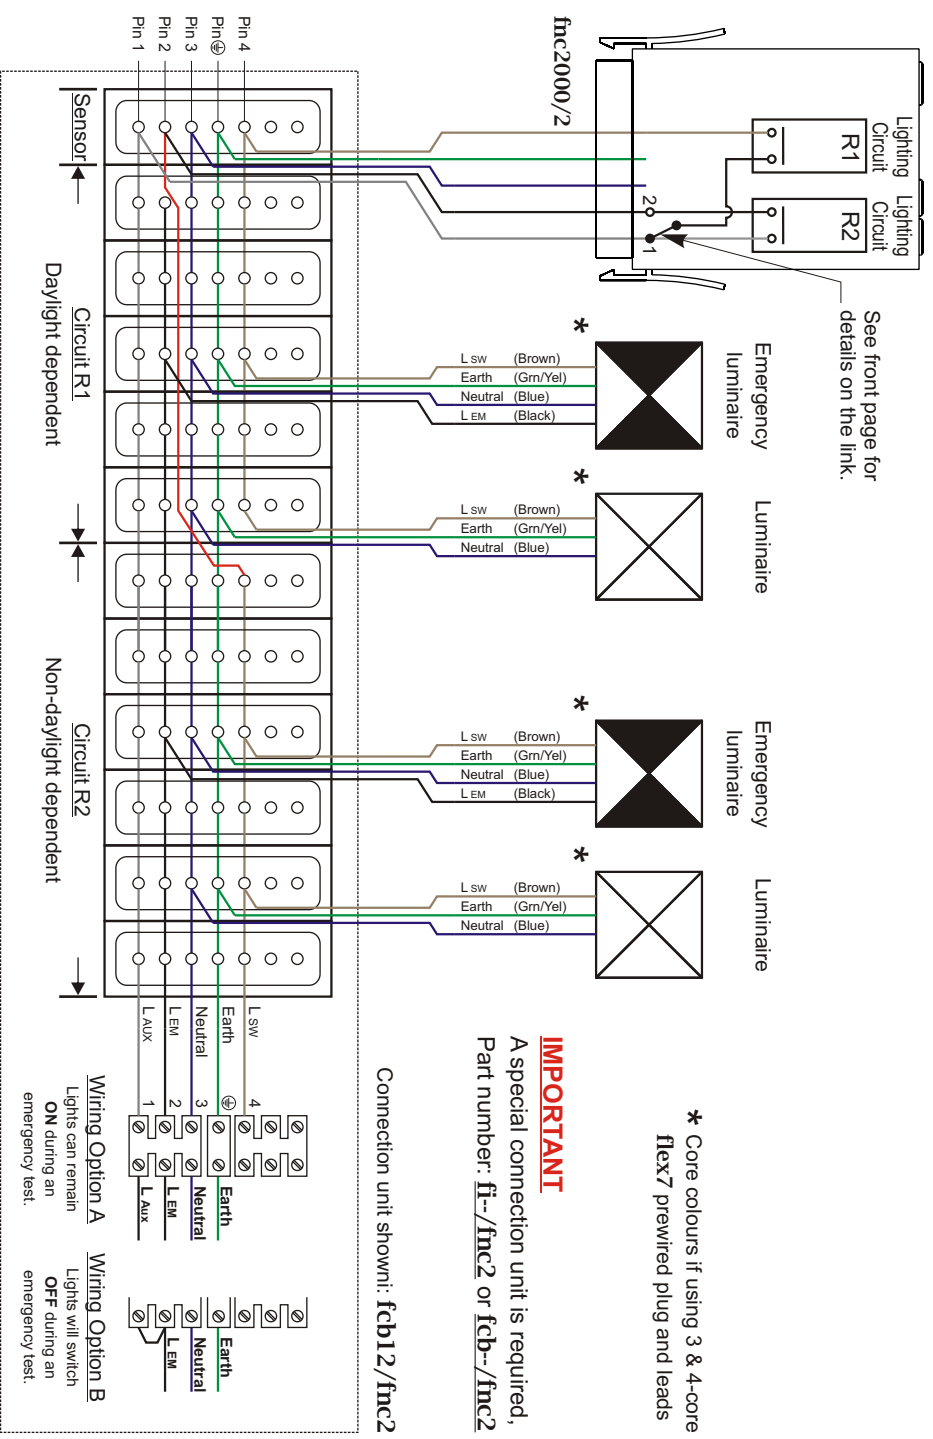 fnc2000/2
Lighting
Circuit
R1
Lighting
Circuit
R2
2
1
See front page for
details on the link.
Pin 4
Pin
Pin 3
Pin 2
Pin 1
Sensor
Circuit R1
Daylight dependent
Circuit R2
Non-daylight dependent
*
Emergency
luminaire
L SW (Brown)
Earth (Grn/Yel)
Neutral (Blue)
L EM (Black)
*
Luminaire
L SW (Brown)
Earth (Grn/Yel)
Neutral (Blue)
*
Emergency
luminaire
L SW (Brown)
Earth (Grn/Yel)
Neutral (Blue)
L EM (Black)
*
Luminaire
L SW (Brown)
Earth (Grn/Yel)
Neutral (Blue)
* Core colours if using 3 & 4-core
flex7 prewired plug and leads
IMPORTANT
A special connection unit is required,
Part number: fi--/fnc2 or fcb--/fnc2
Connection unit shown: fcb12/fnc2
L SW
Earth
Neutral
L EM
L AUX
4
3
2
1
Earth
Neutral
L EM
L Aux
Wiring Option A
Lights can remain
ON during an
emergency test.
Earth
Neutral
L EM
Wiring Option B
Lights will switch
OFF during an
emergency test.